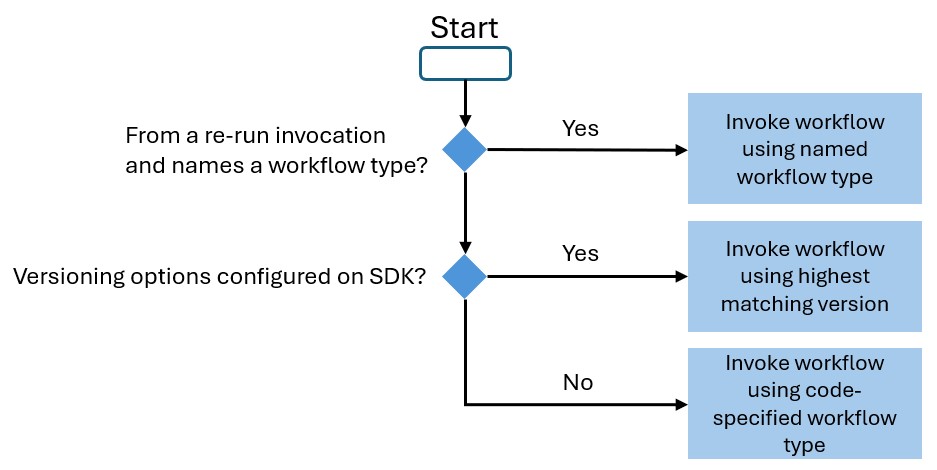 Start
From a re-run invocation
and names a workflow type?
Yes
Invoke workflow
using named
workflow type
Versioning options configured on SDK?
Yes
Invoke workflow
using highest
matching version
No
Invoke workflow
using code-
specified workflow
type